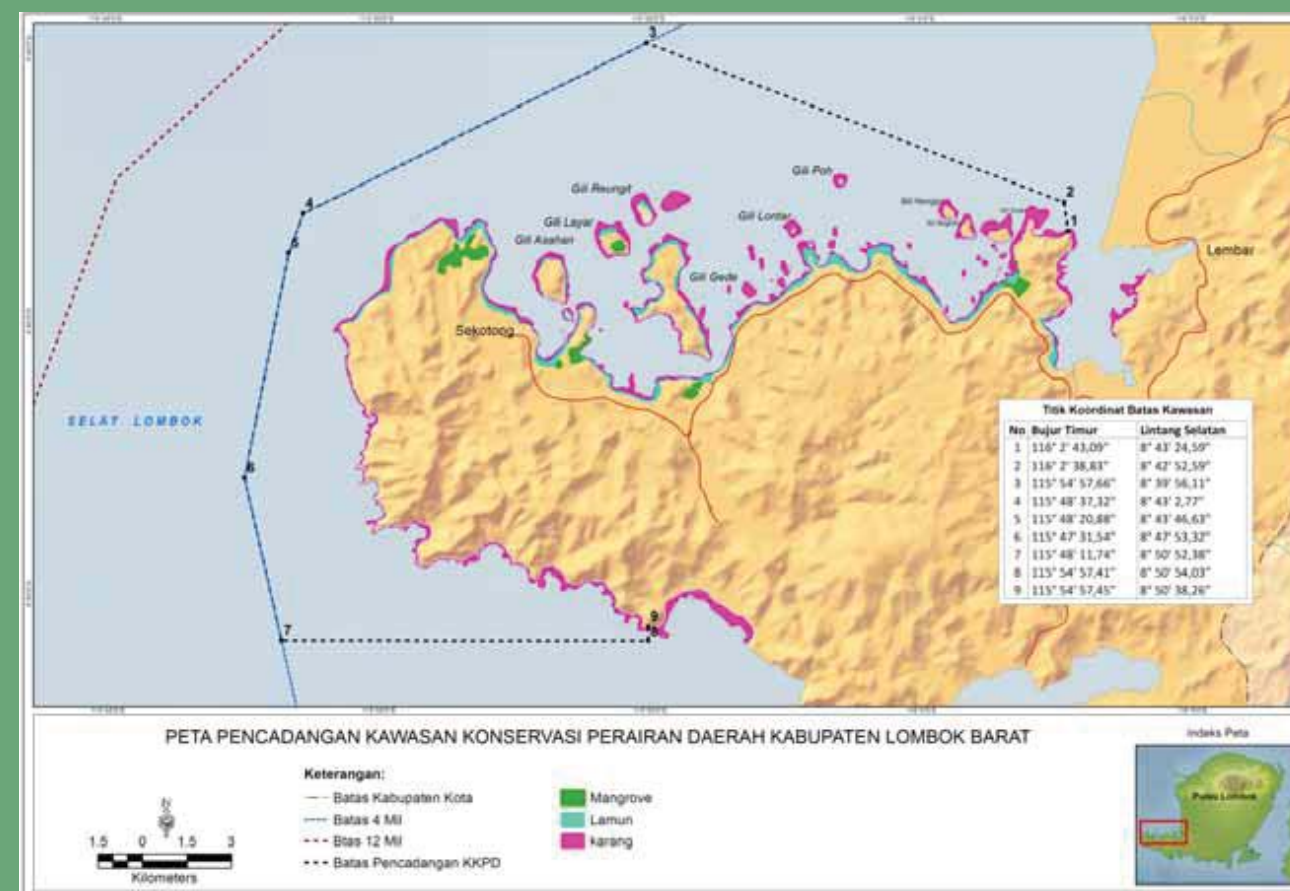 3
Gili Poh
2
Gili Reungit
4
Gili Layar
Gili Lontar
1
Gili Asahan
5
Lembar
Gili Gede
Sekotong
SELAT LOMBOK
6
Titik Koordinat Batas Kawasan
No Bujur Timur Lintang Selatan
1 116° 2' 43,09" 8° 43' 24,59"
2 116° 2' 38,83" 8° 42' 52,59"
3 115° 54' 57,66" 8° 39' 56,11"
4 115° 48' 37,32" 8° 43' 2,77"
5 115° 48' 20,88" 8° 43' 46,63"
6 115° 47' 31,54" 8° 47' 53,32"
7 115° 48' 11,74" 8° 50' 52,38"
8 115° 54' 57,41" 8° 50' 54,03"
9 115° 54' 57,45" 8° 50' 38,26"
9
8
7
PETA PENCADANGAN KAWASAN KONSERVASI PERAIRAN DAERAH KABUPATEN LOMBOK BARAT
Indeks Peta
Keterangan:
Batas Kabupaten Kota
Batas 4 Mil
Btas 12 Mil
Batas Pencadangan KKPD
Mangrove
Lamun
karang
N
1.5 0 1.5 3
Kilometers
Pulau Lombok